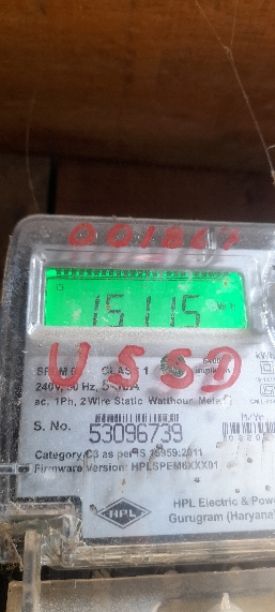 15115
USSD
240V, 50 Hz,
ac. 1Ph, 2 Wire Static Watthour Meter
S. No.
53096739
Category C3 as per IS 15959:2011
Firmware Version: HPLSPEM6XXX01
HPL
HPL Electric & Pow
Gurugram (Haryana